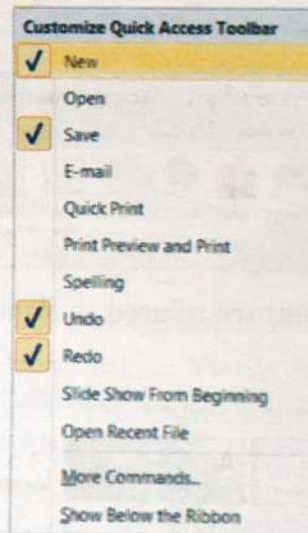 Customize Quick Access Toolbar
New
Open
Save
E-mail
Quick Print
Print Preview and Print
Spelling
Undo
Redo
Slide Show From Beginning
Open Recent File
More Commands...
Show Below the Ribbon